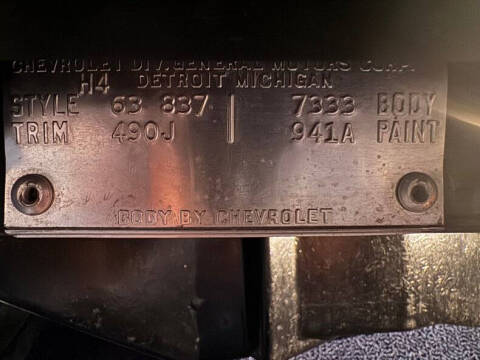 CHEVROLET DIV. GENERAL MOTORS CORP.
H4 DETROIT MICHIGAN
STYLE 63 837 | 7333 BODY
TRIM 490J | 941A PAINT
BODY BY CHEVROLET